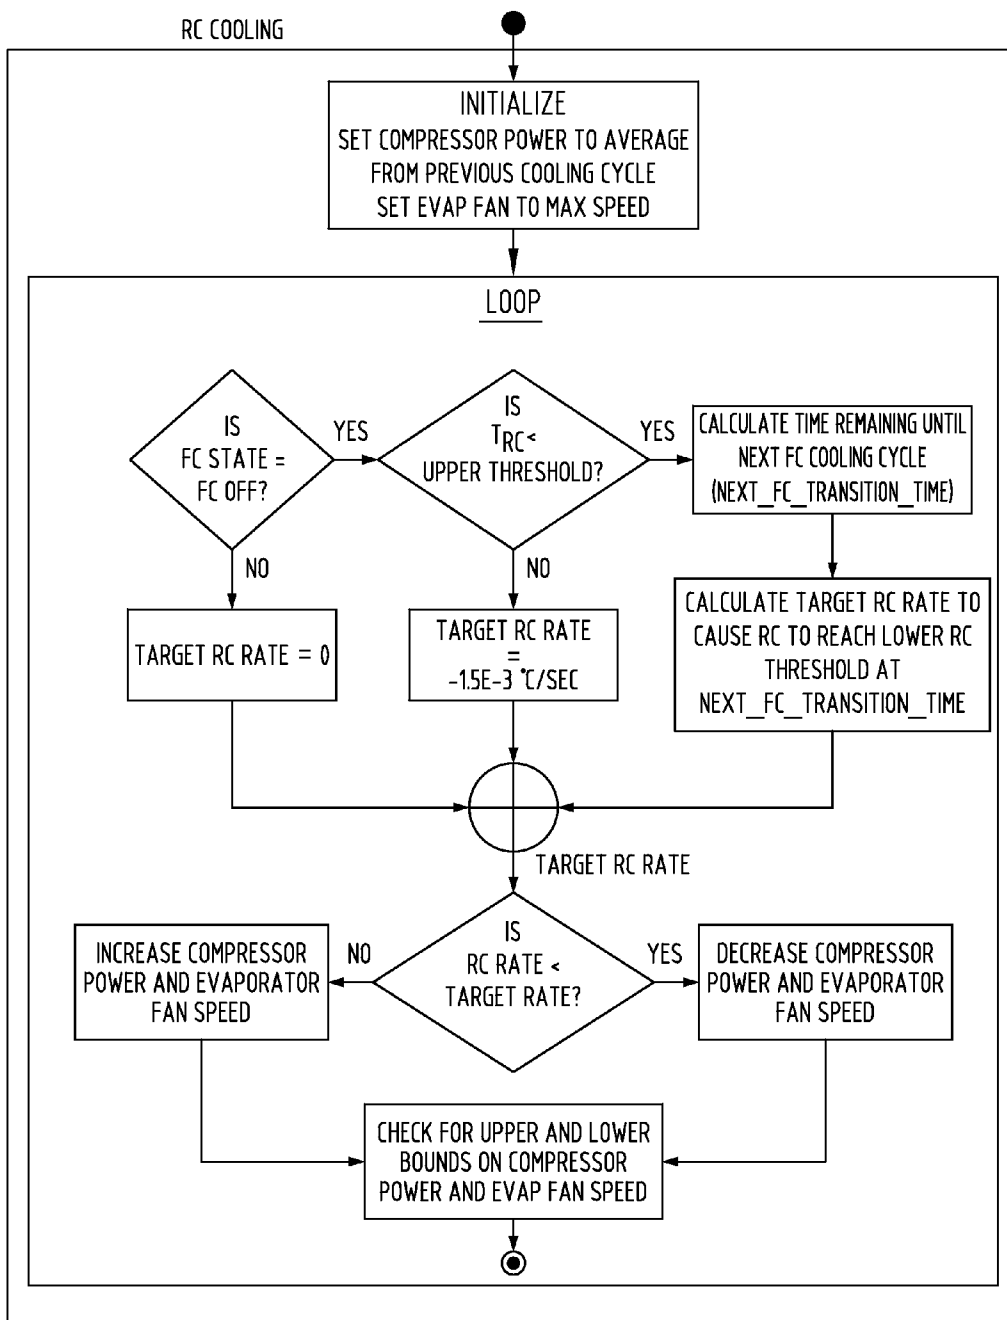 RC COOLING
INITIALIZE
SET COMPRESSOR POWER TO AVERAGE
FROM PREVIOUS COOLING CYCLE
SET EVAP FAN TO MAX SPEED
LOOP
IS
FC STATE =
FC OFF?
YES
NO
IS
TRC<
UPPER THRESHOLD?
YES
NO
CALCULATE TIME REMAINING UNTIL
NEXT FC COOLING CYCLE
(NEXT_FC_TRANSITION_TIME)
TARGET RC RATE = 0
TARGET RC RATE
=
-1.5E-3 °C/SEC
CALCULATE TARGET RC RATE TO
CAUSE RC TO REACH LOWER RC
THRESHOLD AT
NEXT_FC_TRANSITION_TIME
TARGET RC RATE
IS
RC RATE <
TARGET RATE?
NO
YES
INCREASE COMPRESSOR
POWER AND EVAPORATOR
FAN SPEED
DECREASE COMPRESSOR
POWER AND EVAPORATOR
FAN SPEED
CHECK FOR UPPER AND LOWER
BOUNDS ON COMPRESSOR
POWER AND EVAP FAN SPEED